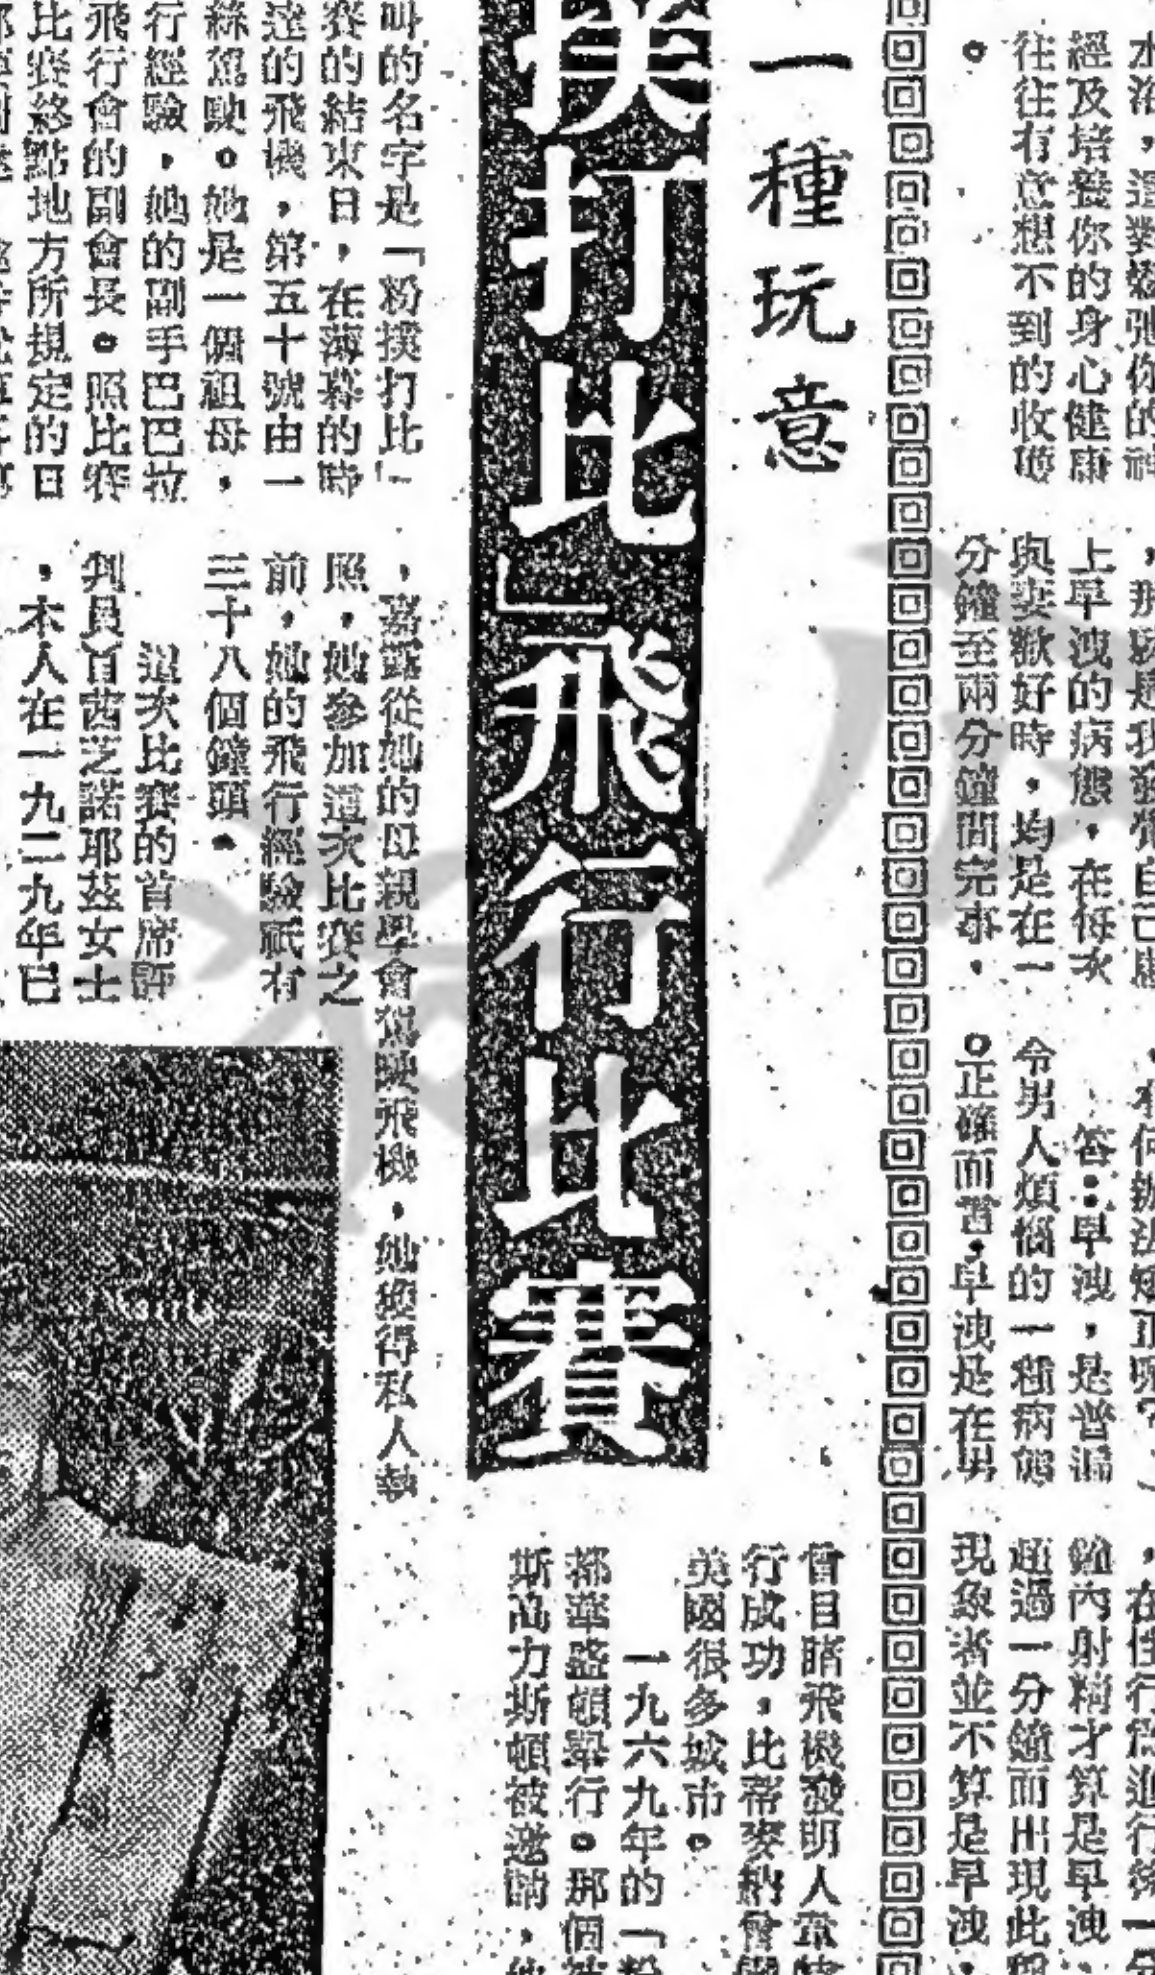 經及培養你的身心健康
往往有意想不到的收穫
。
上早洩的病態,在每次
與妻歡好時,均是在一
分鐘至兩分鐘間完事,
答:早洩,是普遍
令男人煩惱的一種病態
。正確而言,早洩是在男
鐘內射精才算是早洩
超過一分鐘而出現此
現象者並不算是早洩,
一種玩意
撲打比」飛行比賽
叫的名字是「粉撲打比」
賽的結束日,在薄暮的時
達的飛機,第五十號由一
絲駕駛。她是一個祖母,
行經驗,她的副手巴巴拉
飛行會的副會長。照比賽
比賽終點地方所規定的日
,嘉露從她的母親學會駕駛飛機,她獲得私人執
照,她參加這次比賽之
前,她的飛行經驗祇有
三十八個鐘頭。
這次比賽的首席評
判員百茜芝諾耶茲女士
,本人在一九二九年已
曾目睹飛機發明人
行成功,比蒂麥納曾
美國很多城市。
一九六九年的「粉
都華盛頓舉行。那個
斯高力斯頓被邀請,